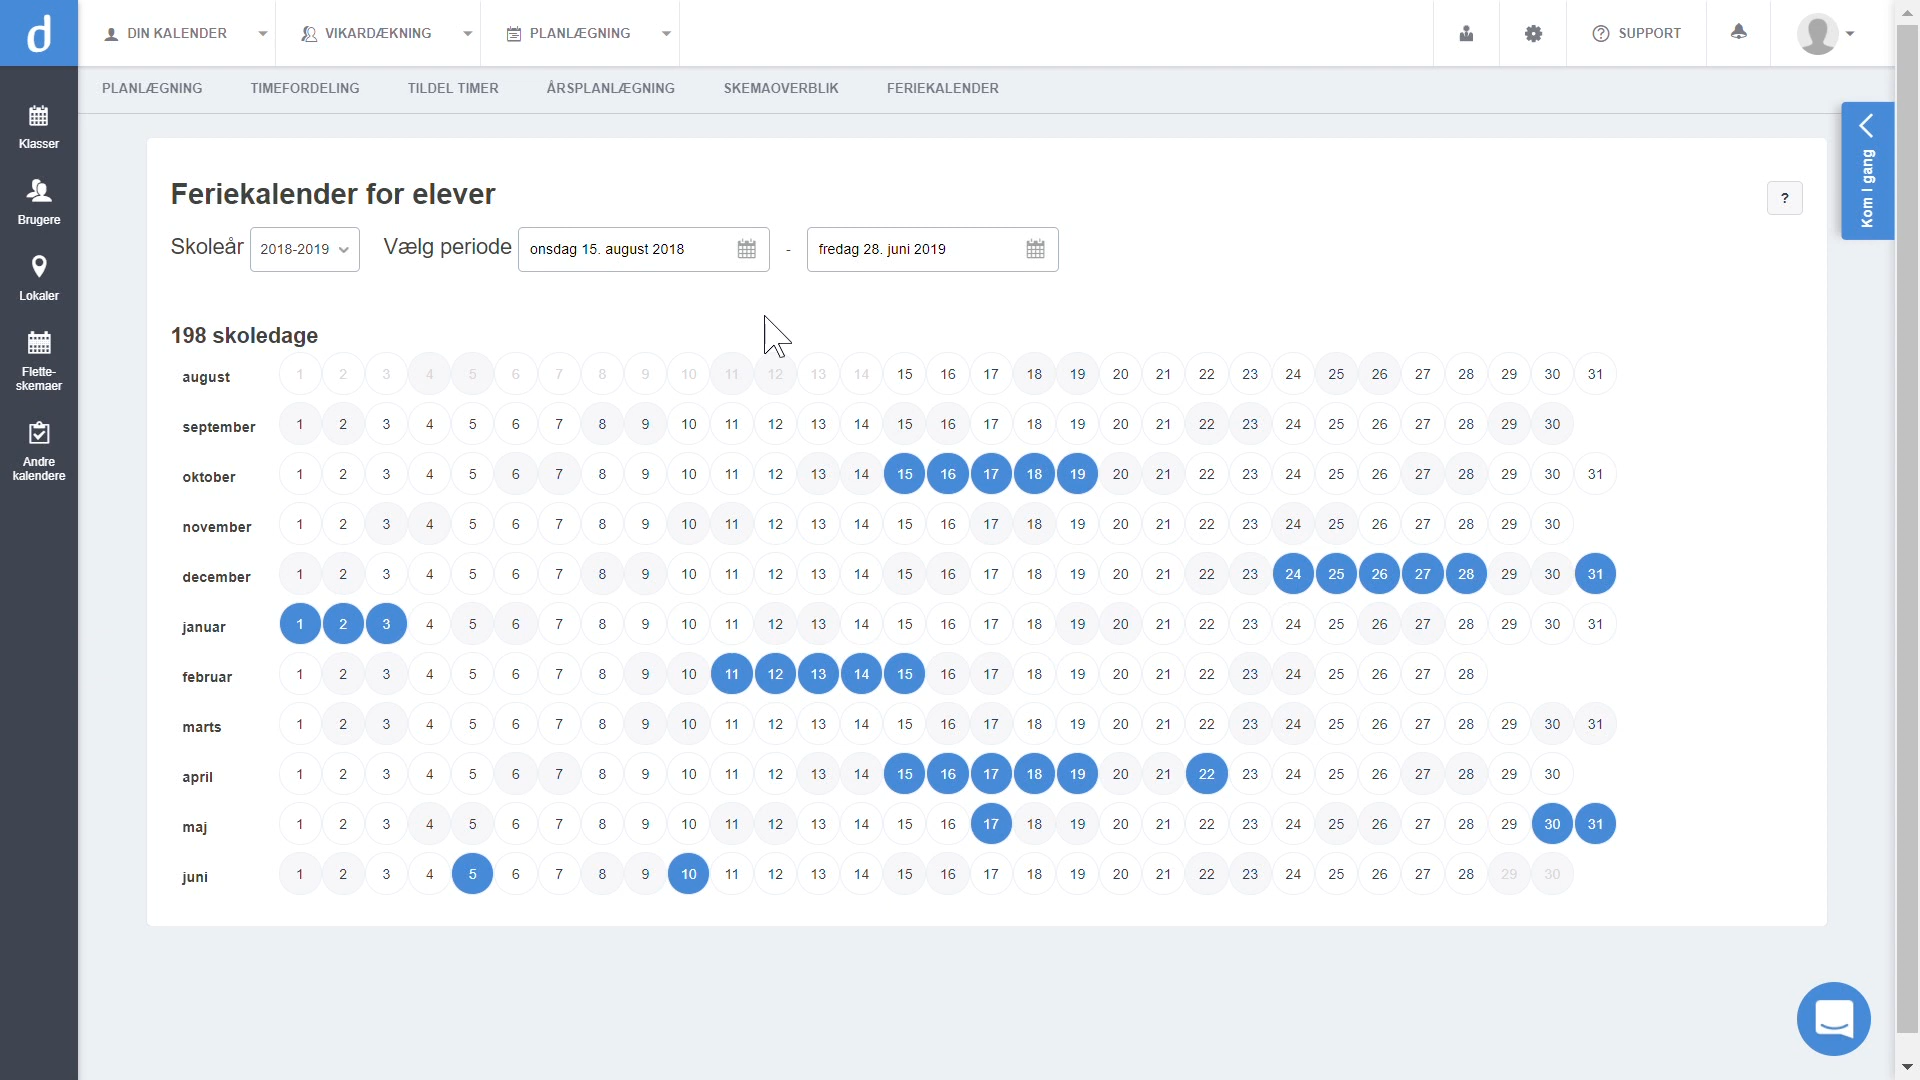 d
DIN KALENDER
VIKARDÆKNING
PLANLÆGNING
SUPPORT
PLANLÆGNING TIMEFORDELING TILDEL TIMER ÅRSPLANLÆGNING SKEMAOVERBLIK FERIEKALENDER
Klasser
Brugere
Lokaler
Flette-
skemaer
Andre
kalendere
Kom I gang
Feriekalender for elever
?
Skoleår 2018-2019 Vælg periode onsdag 15. august 2018 - fredag 28. juni 2019
198 skoledage
august 1 2 3 4 5 6 7 8 9 10 11 12 13 14 15 16 17 18 19 20 21 22 23 24 25 26 27 28 29 30 31
september 1 2 3 4 5 6 7 8 9 10 11 12 13 14 15 16 17 18 19 20 21 22 23 24 25 26 27 28 29 30
oktober 1 2 3 4 5 6 7 8 9 10 11 12 13 14 15 16 17 18 19 20 21 22 23 24 25 26 27 28 29 30 31
november 1 2 3 4 5 6 7 8 9 10 11 12 13 14 15 16 17 18 19 20 21 22 23 24 25 26 27 28 29 30
december 1 2 3 4 5 6 7 8 9 10 11 12 13 14 15 16 17 18 19 20 21 22 23 24 25 26 27 28 29 30 31
januar 1 2 3 4 5 6 7 8 9 10 11 12 13 14 15 16 17 18 19 20 21 22 23 24 25 26 27 28 29 30 31
februar 1 2 3 4 5 6 7 8 9 10 11 12 13 14 15 16 17 18 19 20 21 22 23 24 25 26 27 28
marts 1 2 3 4 5 6 7 8 9 10 11 12 13 14 15 16 17 18 19 20 21 22 23 24 25 26 27 28 29 30 31
april 1 2 3 4 5 6 7 8 9 10 11 12 13 14 15 16 17 18 19 20 21 22 23 24 25 26 27 28 29 30
maj 1 2 3 4 5 6 7 8 9 10 11 12 13 14 15 16 17 18 19 20 21 22 23 24 25 26 27 28 29 30 31
juni 1 2 3 4 5 6 7 8 9 10 11 12 13 14 15 16 17 18 19 20 21 22 23 24 25 26 27 28 29 30